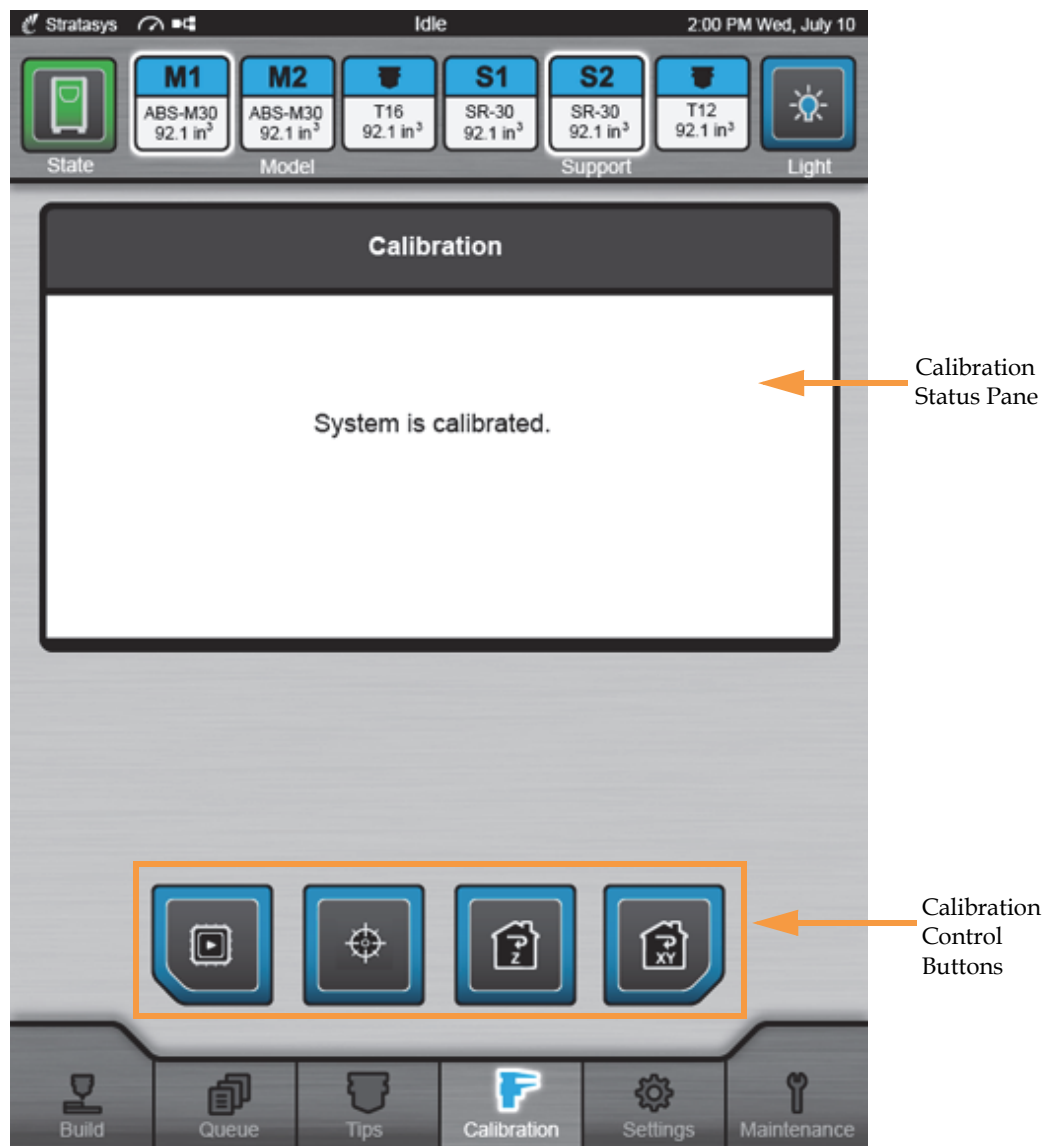 Stratasys Idle 2:00 PM Wed, July 10
M1 M2 S1 S2
ABS-M30 ABS-M30 T16 SR-30 SR-30 T12
92.1 in³ 92.1 in³ 92.1 in³ 92.1 in³ 92.1 in³ 92.1 in³
State Model Support Light
Calibration
System is calibrated.
Calibration
Status Pane
Z XY
Calibration
Control
Buttons
Build Queue Tips Calibration Settings Maintenance